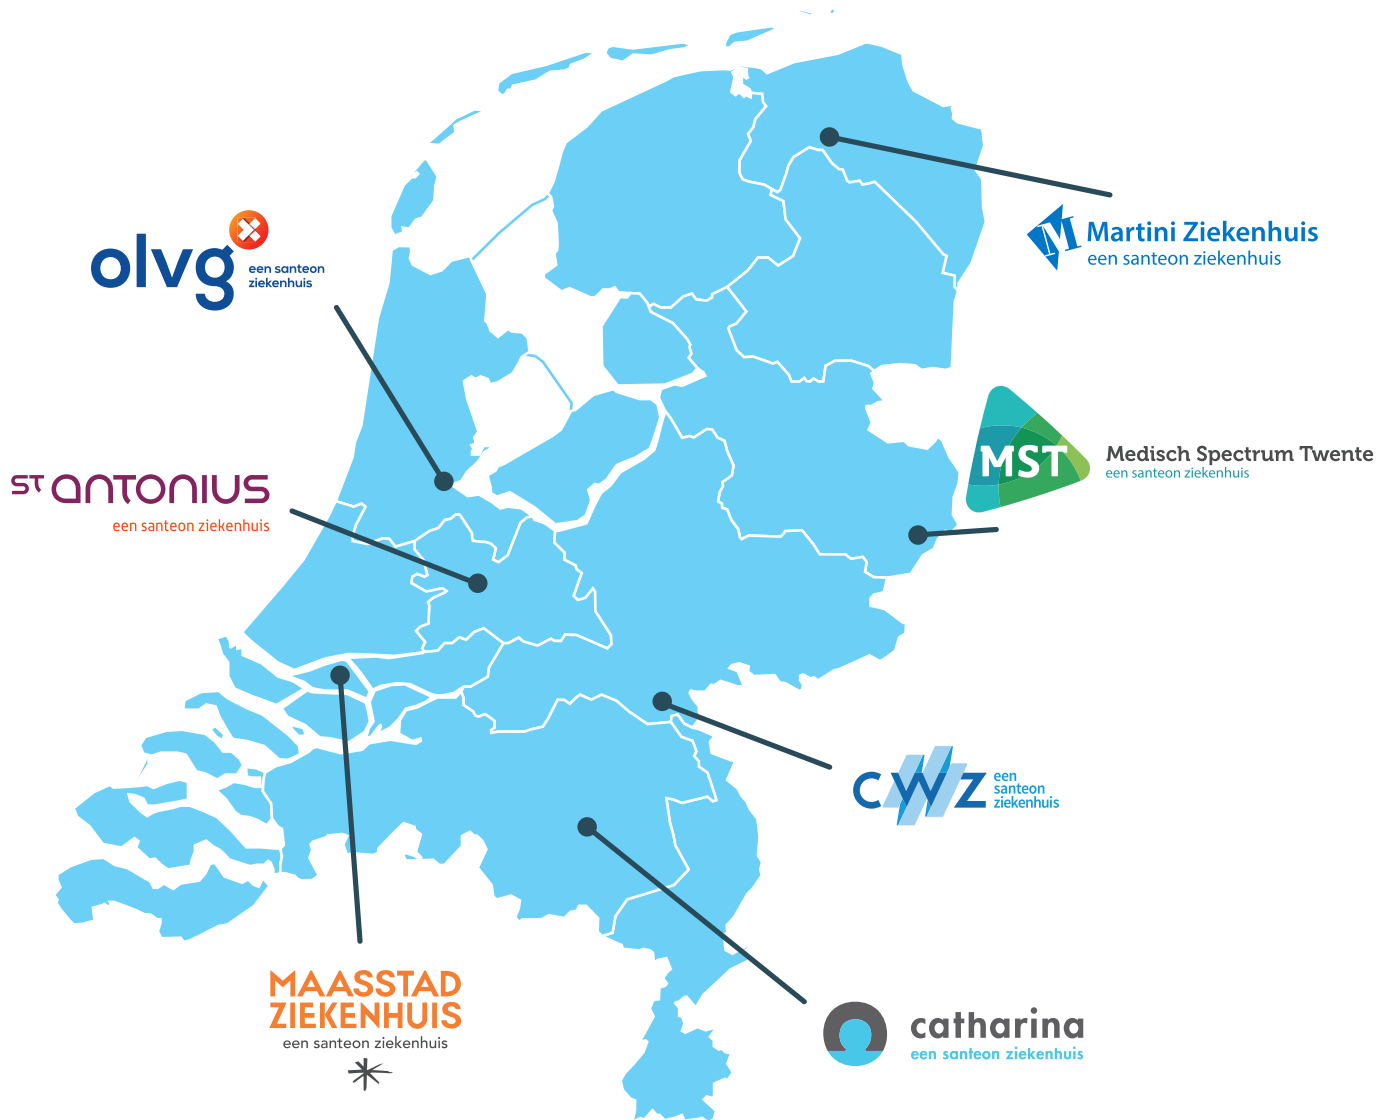 olvg
een santeon
ziekenhuis
Martini Ziekenhuis
een santeon ziekenhuis
M
MST
Medisch Spectrum Twente
een santeon ziekenhuis
ST antonius
een santeon ziekenhuis
CWZ
een
santeon
ziekenhuis
MAASSTAD
ZIEKENHUIS
een santeon ziekenhuis
catharina
een santeon ziekenhuis